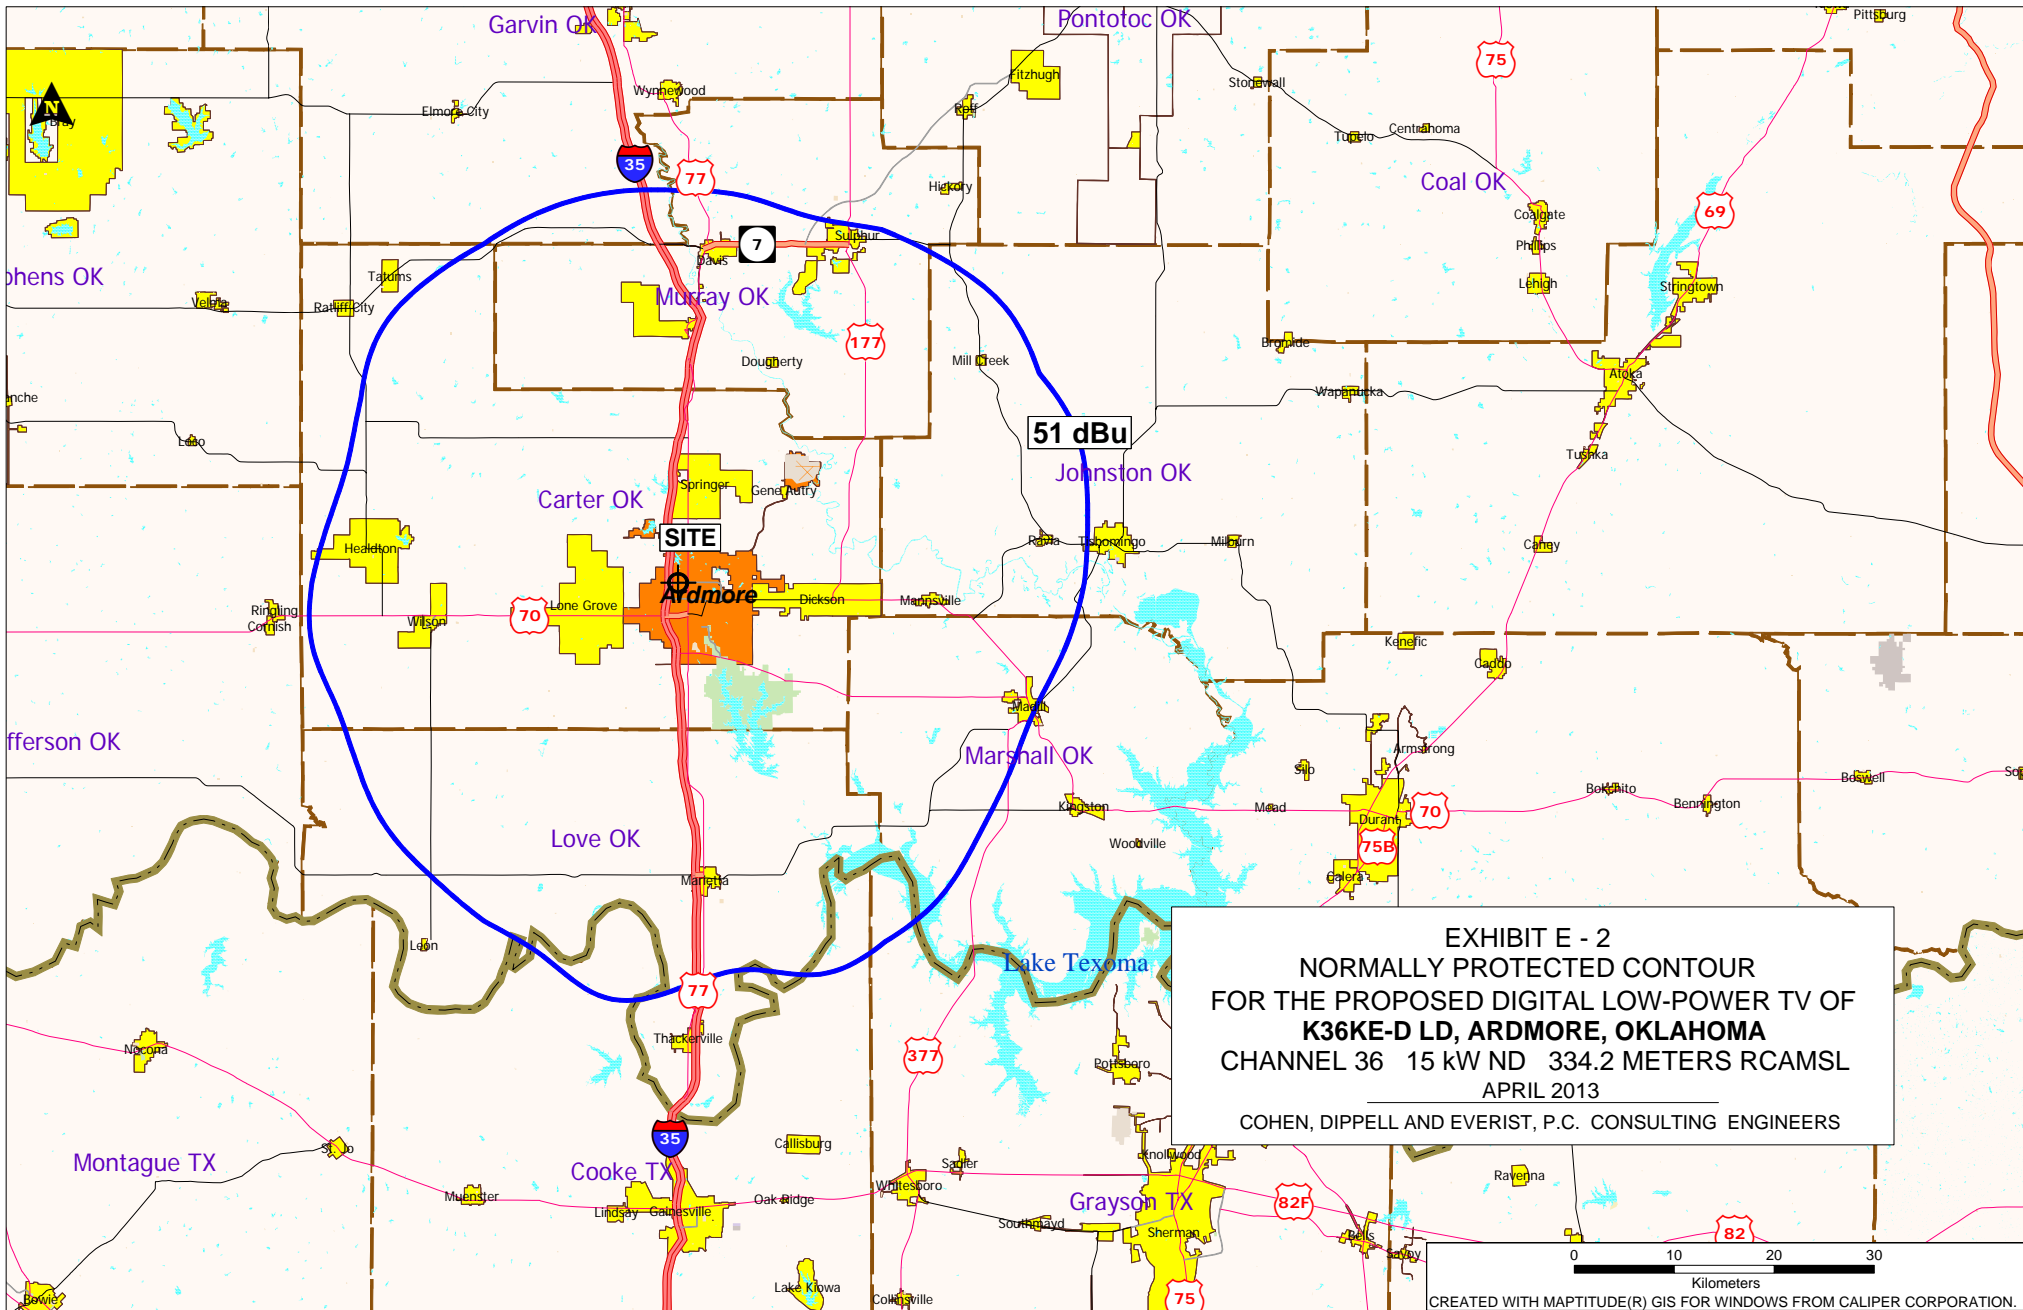 Garvin OK
Pontotoc OK
Pittsburg
75
Fitzhugh
Stonewall
Wynnewood
N
Bray
Elmore City
Roff
Tupelo
Centrahoma
35
77
Hickory
Coal OK
69
Coalgate
Sulphur
7
Davis
Phillips
phens OK
Tatums
Murray OK
Lehigh
Stringtown
Velma
Ratliff City
177
Bromide
Dougherty
Mill Creek
Atoka
Wapanucka
nche
51 dBu
Loco
Tushka
Johnston OK
Carter OK
Springer
Gene Autry
SITE
Healdton
Ravia
Tishomingo
Milburn
Caney
Ardmore
Ringling
Cornish
Wilson
70
Lone Grove
Dickson
Mannsville
Kenefic
Caddo
Madill
fferson OK
Marshall OK
Armstrong
Silo
Boswell
Kingston
Mead
70
Bokchito
Bennington
Durant
Love OK
Woodville
75B
Marietta
Calera
Leon
Lake Texoma
77
EXHIBIT E - 2
NORMALLY PROTECTED CONTOUR
FOR THE PROPOSED DIGITAL LOW-POWER TV OF
K36KE-D LD, ARDMORE, OKLAHOMA
CHANNEL 36 15 kW ND 334.2 METERS RCAMSL
APRIL 2013
COHEN, DIPPELL AND EVERIST, P.C. CONSULTING ENGINEERS
Nocona
Thackerville
377
Pottsboro
35
St. Jo
Callisburg
Montague TX
Cooke TX
Sadler
Knollwood
Ravenna
Muenster
Oak Ridge
Whitesboro
Grayson TX
82F
Lindsay
Gainesville
Southmayd
Sherman
Bells
82
Savoy
Lake Kiowa
Bowie
Collinsville
75
0 10 20 30
Kilometers
CREATED WITH MAPTITUDE(R) GIS FOR WINDOWS FROM CALIPER CORPORATION.